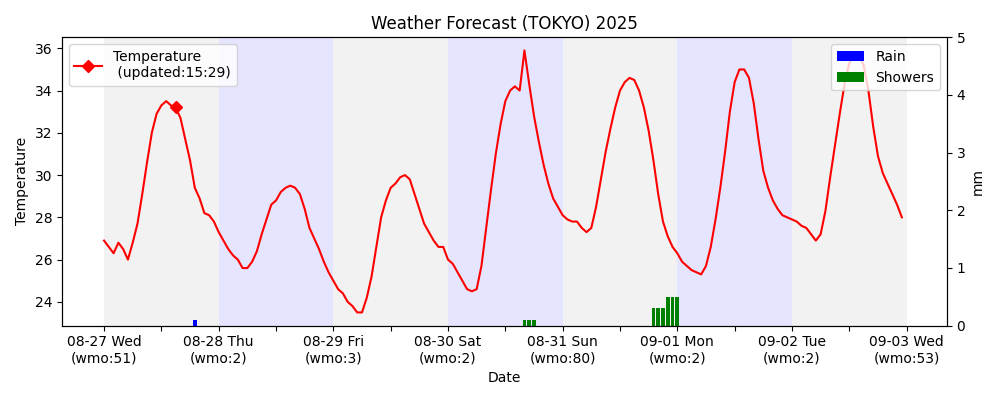 Weather Forecast (TOKYO) 2025
Temperature
(updated:15:29)
Rain
Showers
36
34
32
30
28
26
24
Temperature
5
4
3
2
1
0
mm
08-27 Wed
(wmo:51)
08-28 Thu
(wmo:2)
08-29 Fri
(wmo:3)
08-30 Sat
(wmo:2)
08-31 Sun
(wmo:80)
09-01 Mon
(wmo:2)
09-02 Tue
(wmo:2)
09-03 Wed
(wmo:53)
Date